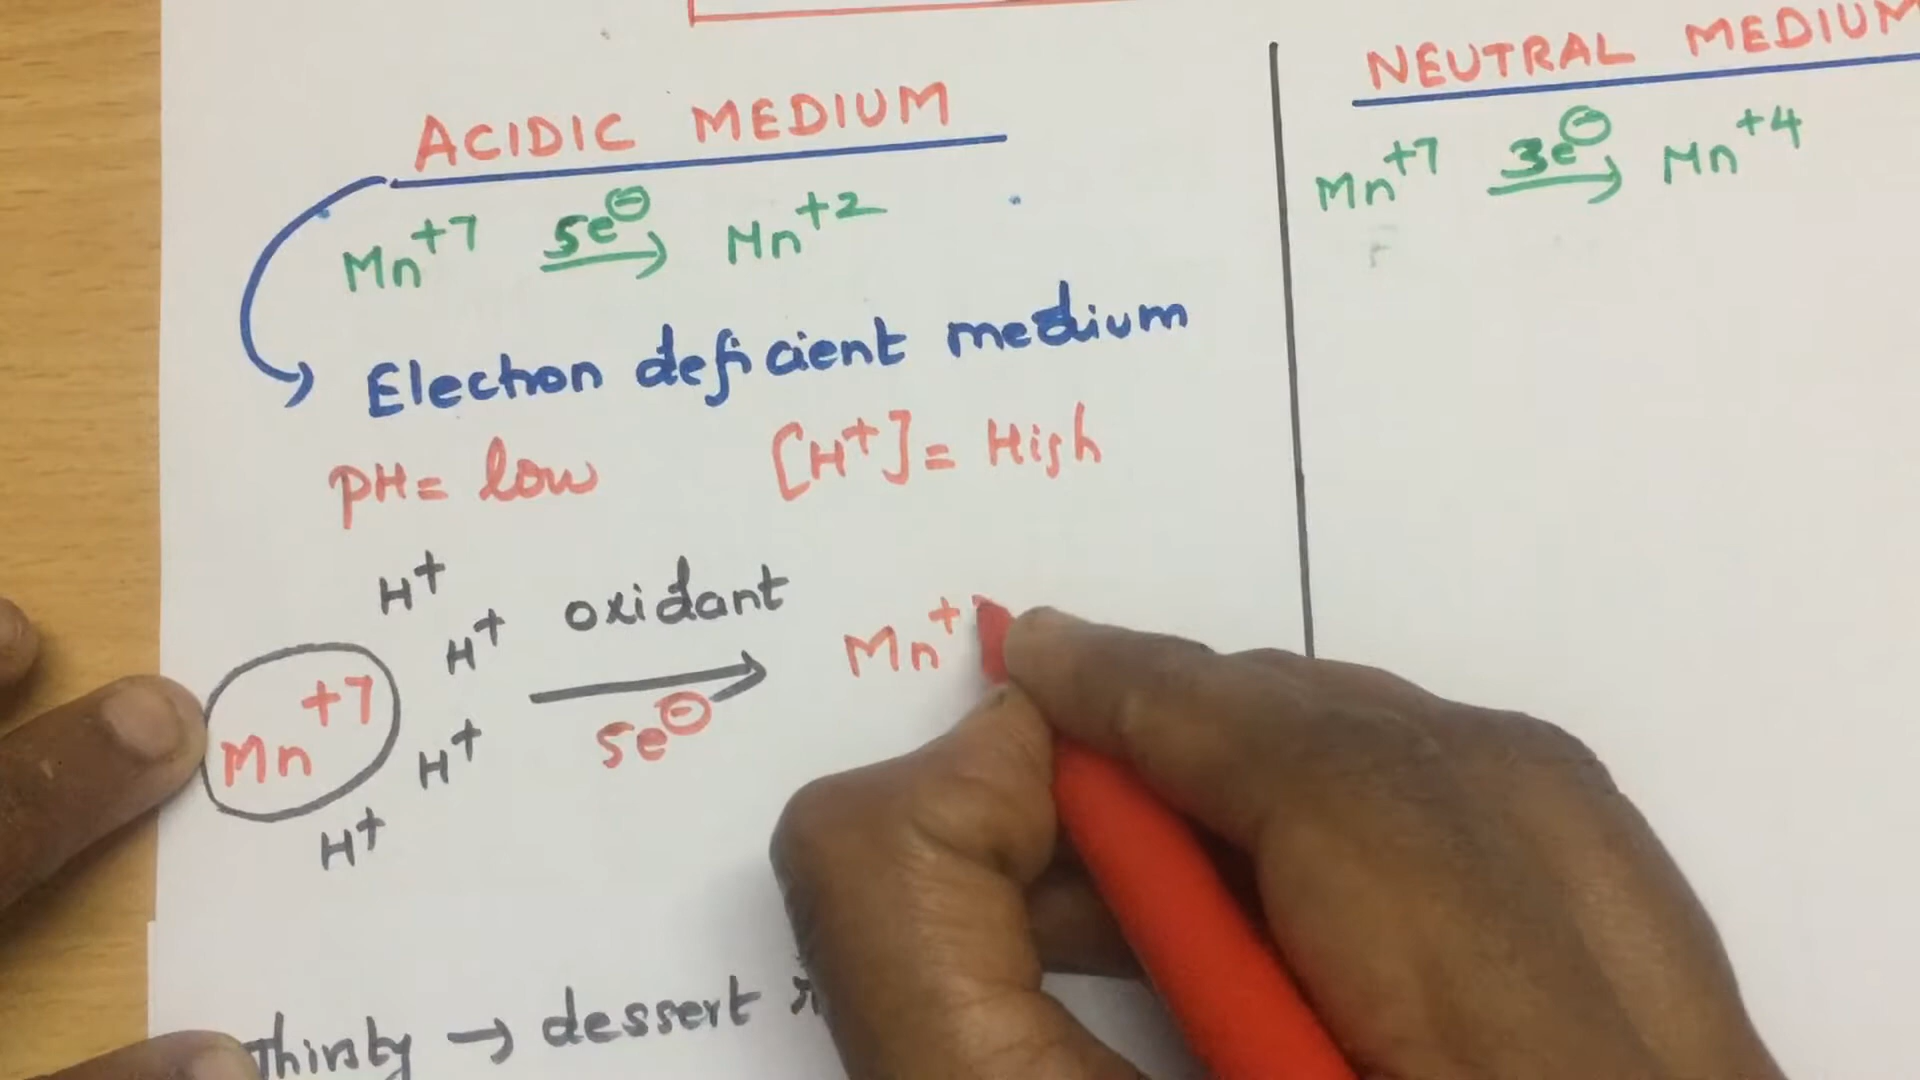 ACIDIC MEDIUM
Mn+7 5e⊖ → Mn+2
Electron deficient medium
pH= low [H+]= High
H+
H+ oxidant
Mn+7 → Mn+
H+ 5e⊖
H+
Thirsty → dessert
NEUTRAL MEDIUM
Mn+7 3e⊖ → Mn+4